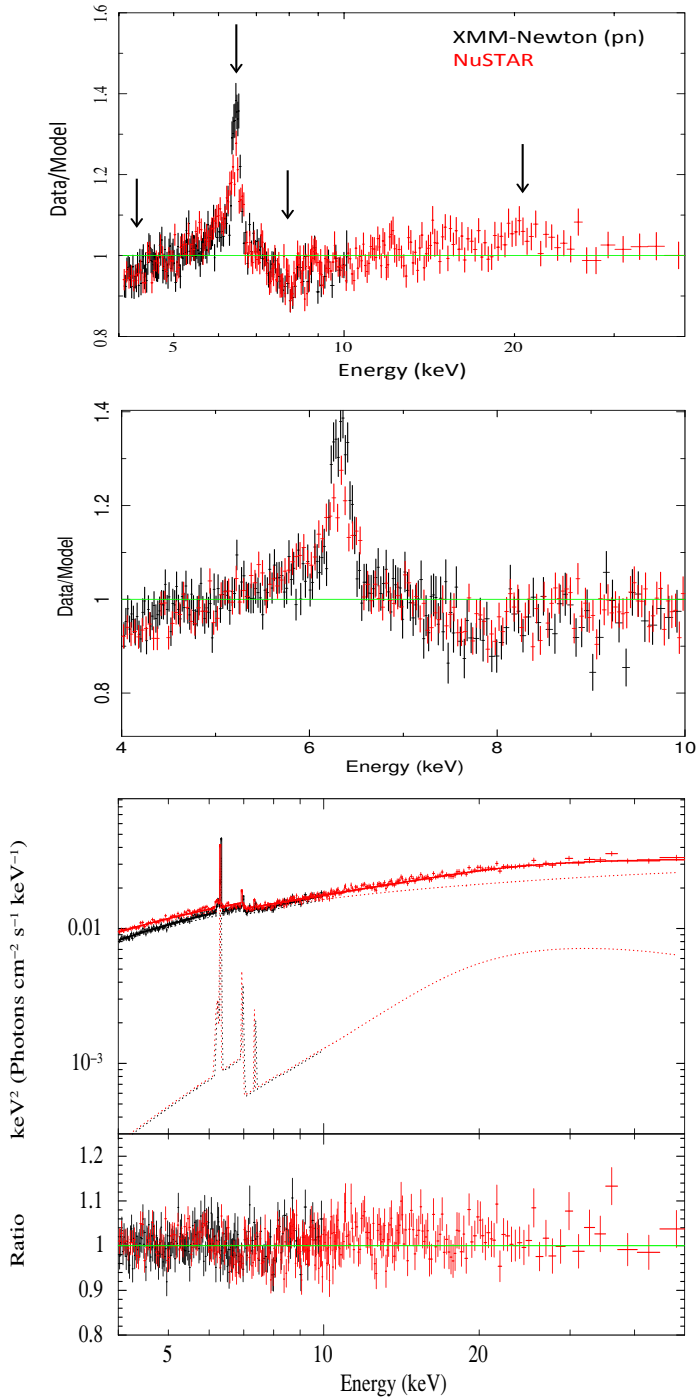 1.6
XMM-Newton (pn)
NuSTAR
1.4
1.2
1
0.8
Data/Model
5
10
20
Energy (keV)
1.4
1.2
1
0.8
Data/Model
4
6
8
10
Energy (keV)
0.01
10⁻³
keV² (Photons cm⁻² s⁻¹ keV⁻¹)
1.2
1.1
1
0.9
0.8
Ratio
5
10
20
Energy (keV)